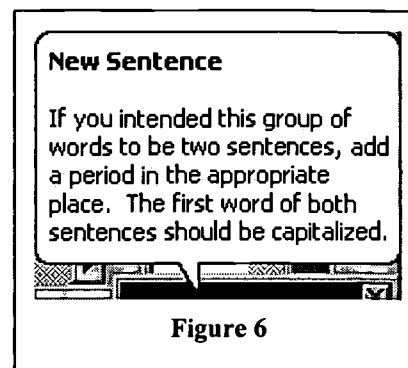 New Sentence
If you intended this group of
words to be two sentences, add
a period in the appropriate
place. The first word of both
sentences should be capitalized.
Figure 6